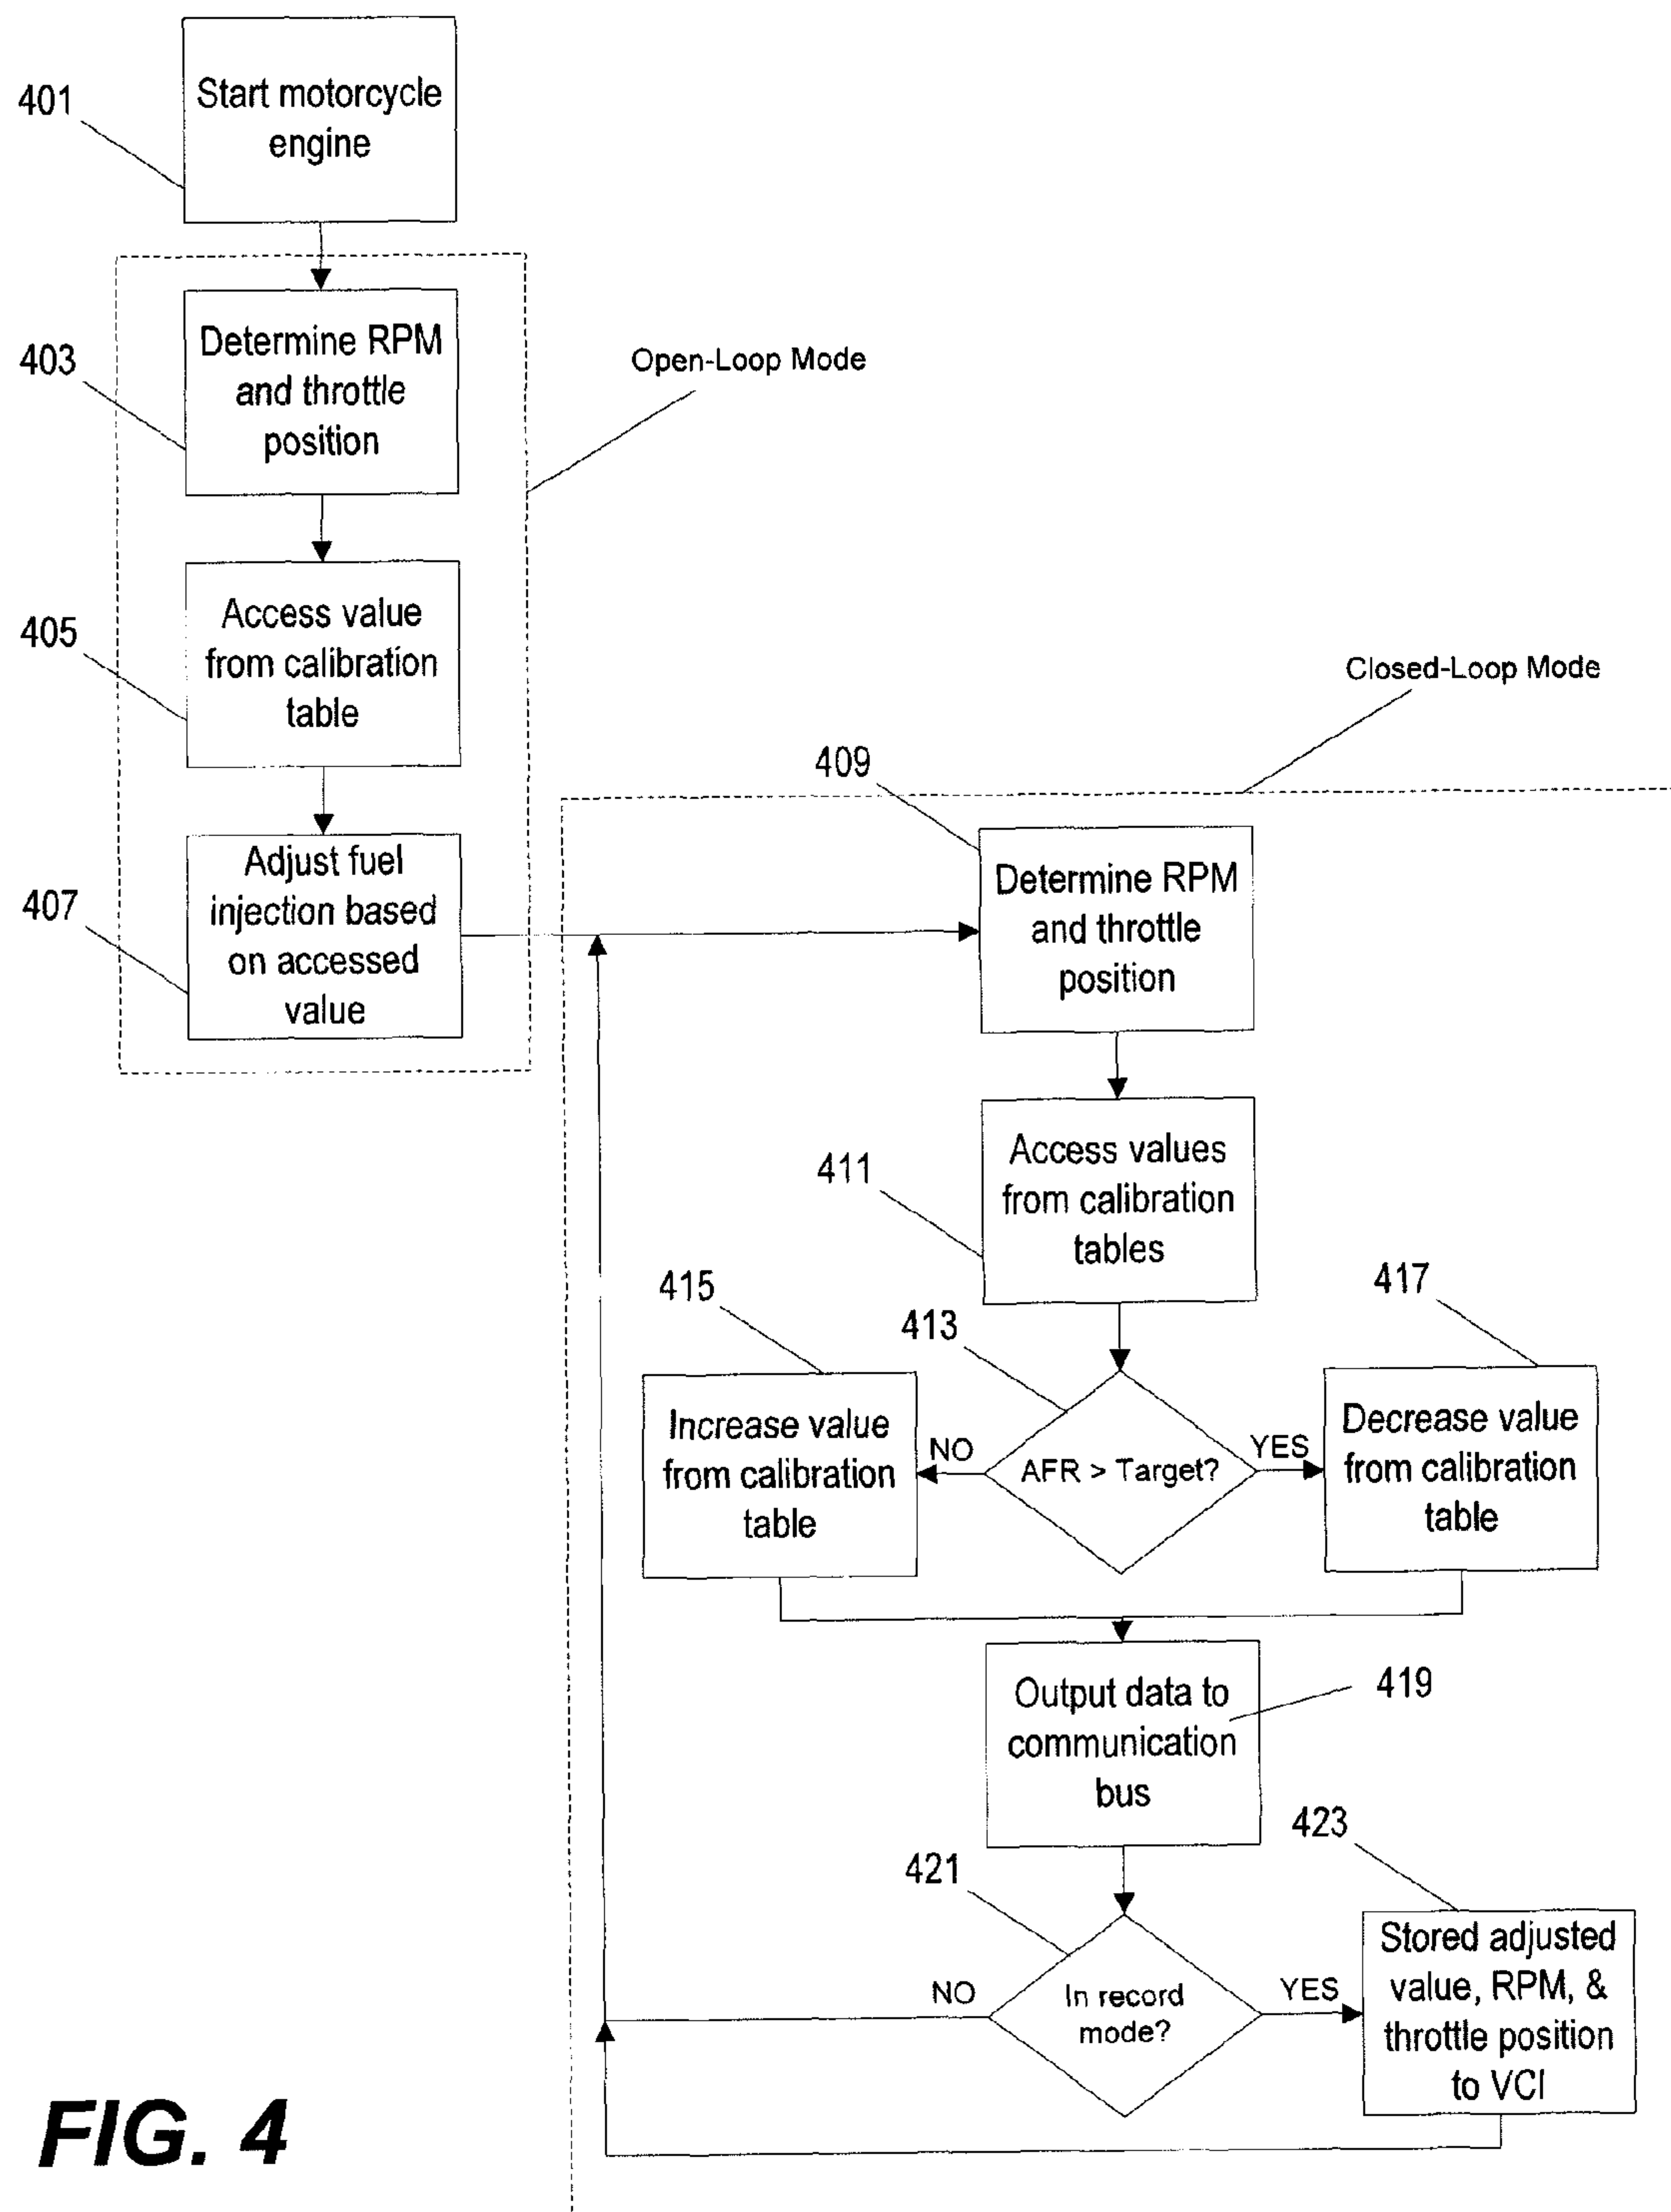 401
Start motorcycle
engine
403
Determine RPM
and throttle
position
Open-Loop Mode
405
Access value
from calibration
table
407
Adjust fuel
injection based
on accessed
value
Closed-Loop Mode
409
Determine RPM
and throttle
position
411
Access values
from calibration
tables
413
AFR > Target?
415
Increase value
from calibration
table
NO
YES
417
Decrease value
from calibration
table
419
Output data to
communication
bus
421
In record
mode?
NO
YES
423
Stored adjusted
value, RPM, &
throttle position
to VCI
FIG. 4